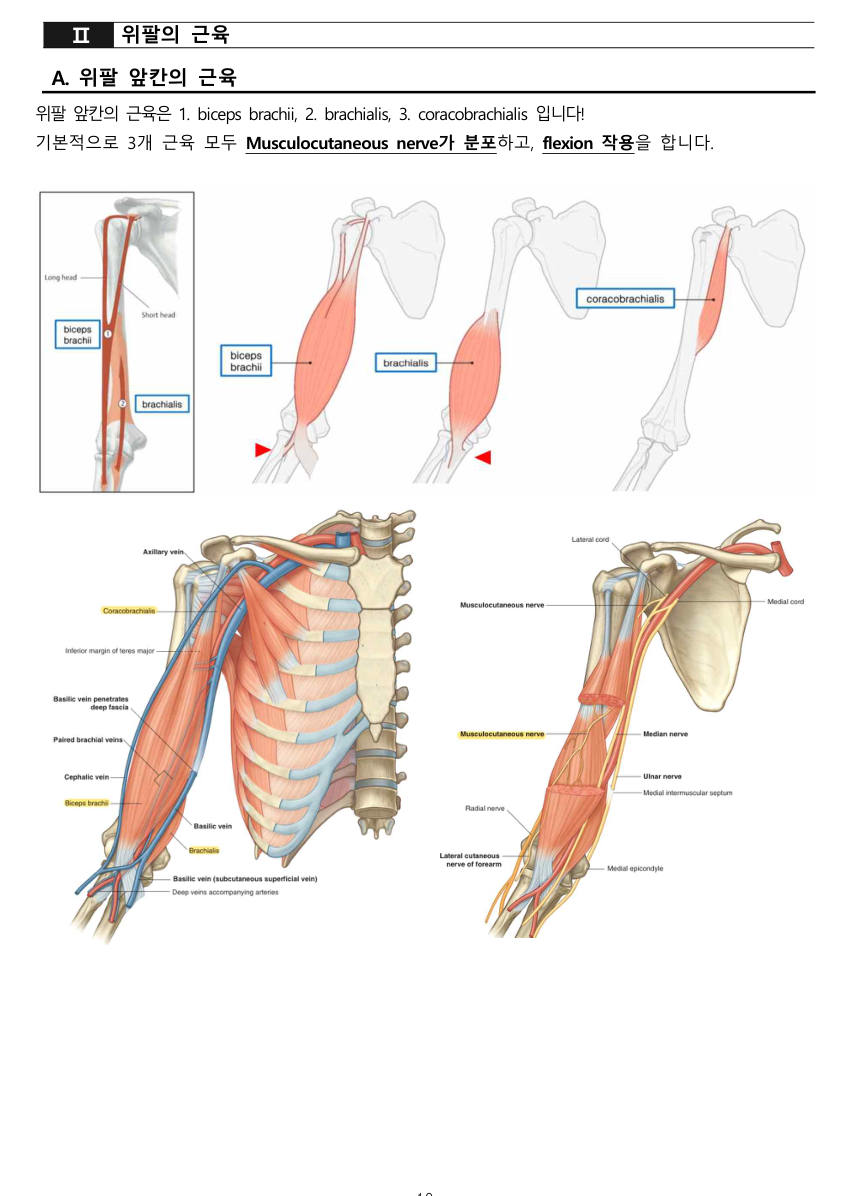 Ⅱ 위팔의 근육
A. 위팔 앞칸의 근육
위팔 앞칸의 근육은 1. biceps brachii, 2. brachialis, 3. coracobrachialis 입니다!
기본적으로 3개 근육 모두 Musculocutaneous nerve가 분포하고, flexion 작용을 합니다.
Long head
Short head
biceps
brachii
1
2
brachialis
biceps
brachii
brachialis
coracobrachialis
Axillary vein
Coracobrachialis
Inferior margin of teres major
Basilic vein penetrates
deep fascia
Paired brachial veins
Cephalic vein
Biceps brachii
Basilic vein
Brachialis
Basilic vein (subcutaneous superficial vein)
Deep veins accompanying arteries
Lateral cord
Musculocutaneous nerve
Medial cord
Musculocutaneous nerve
Median nerve
Ulnar nerve
Medial intermuscular septum
Radial nerve
Lateral cutaneous
nerve of forearm
Medial epicondyle